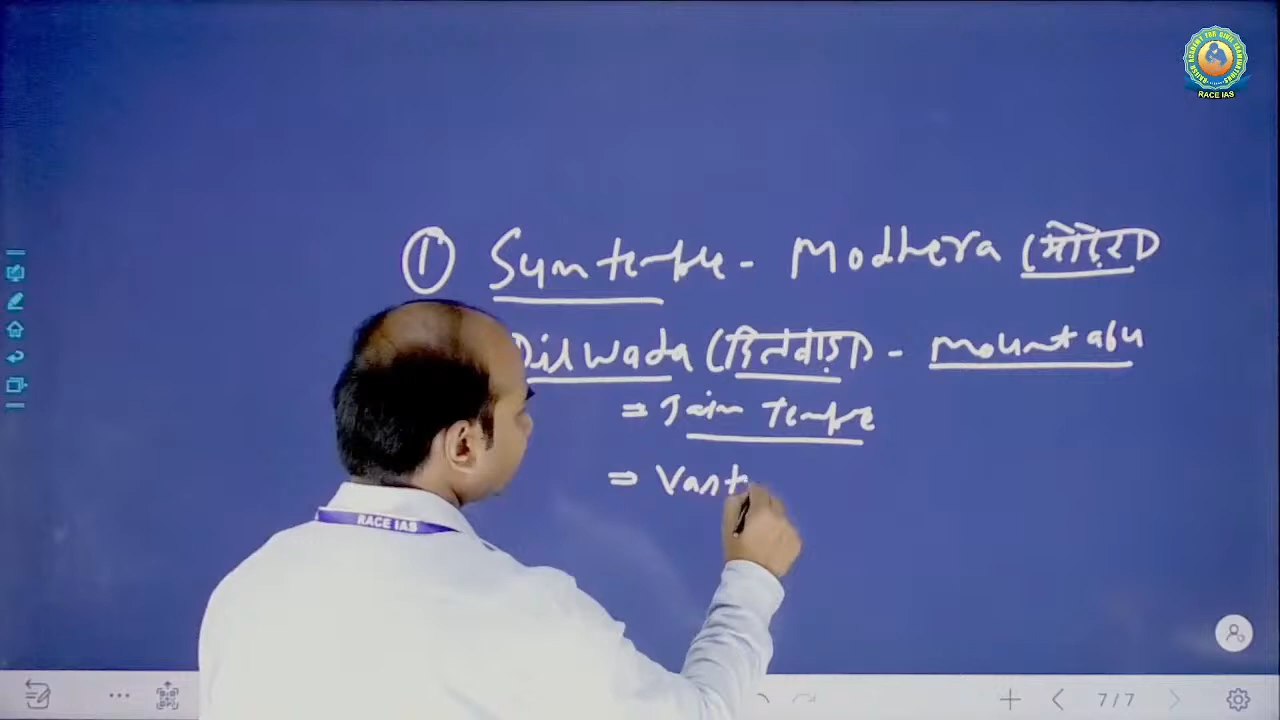 RACE IAS
① Sun temple - Modhera (मोढेरा)
Dilwada (दिलवाड़ा) - Mount abu
⇒ Jain Temple
⇒ Vast
RACE IAS
7/7